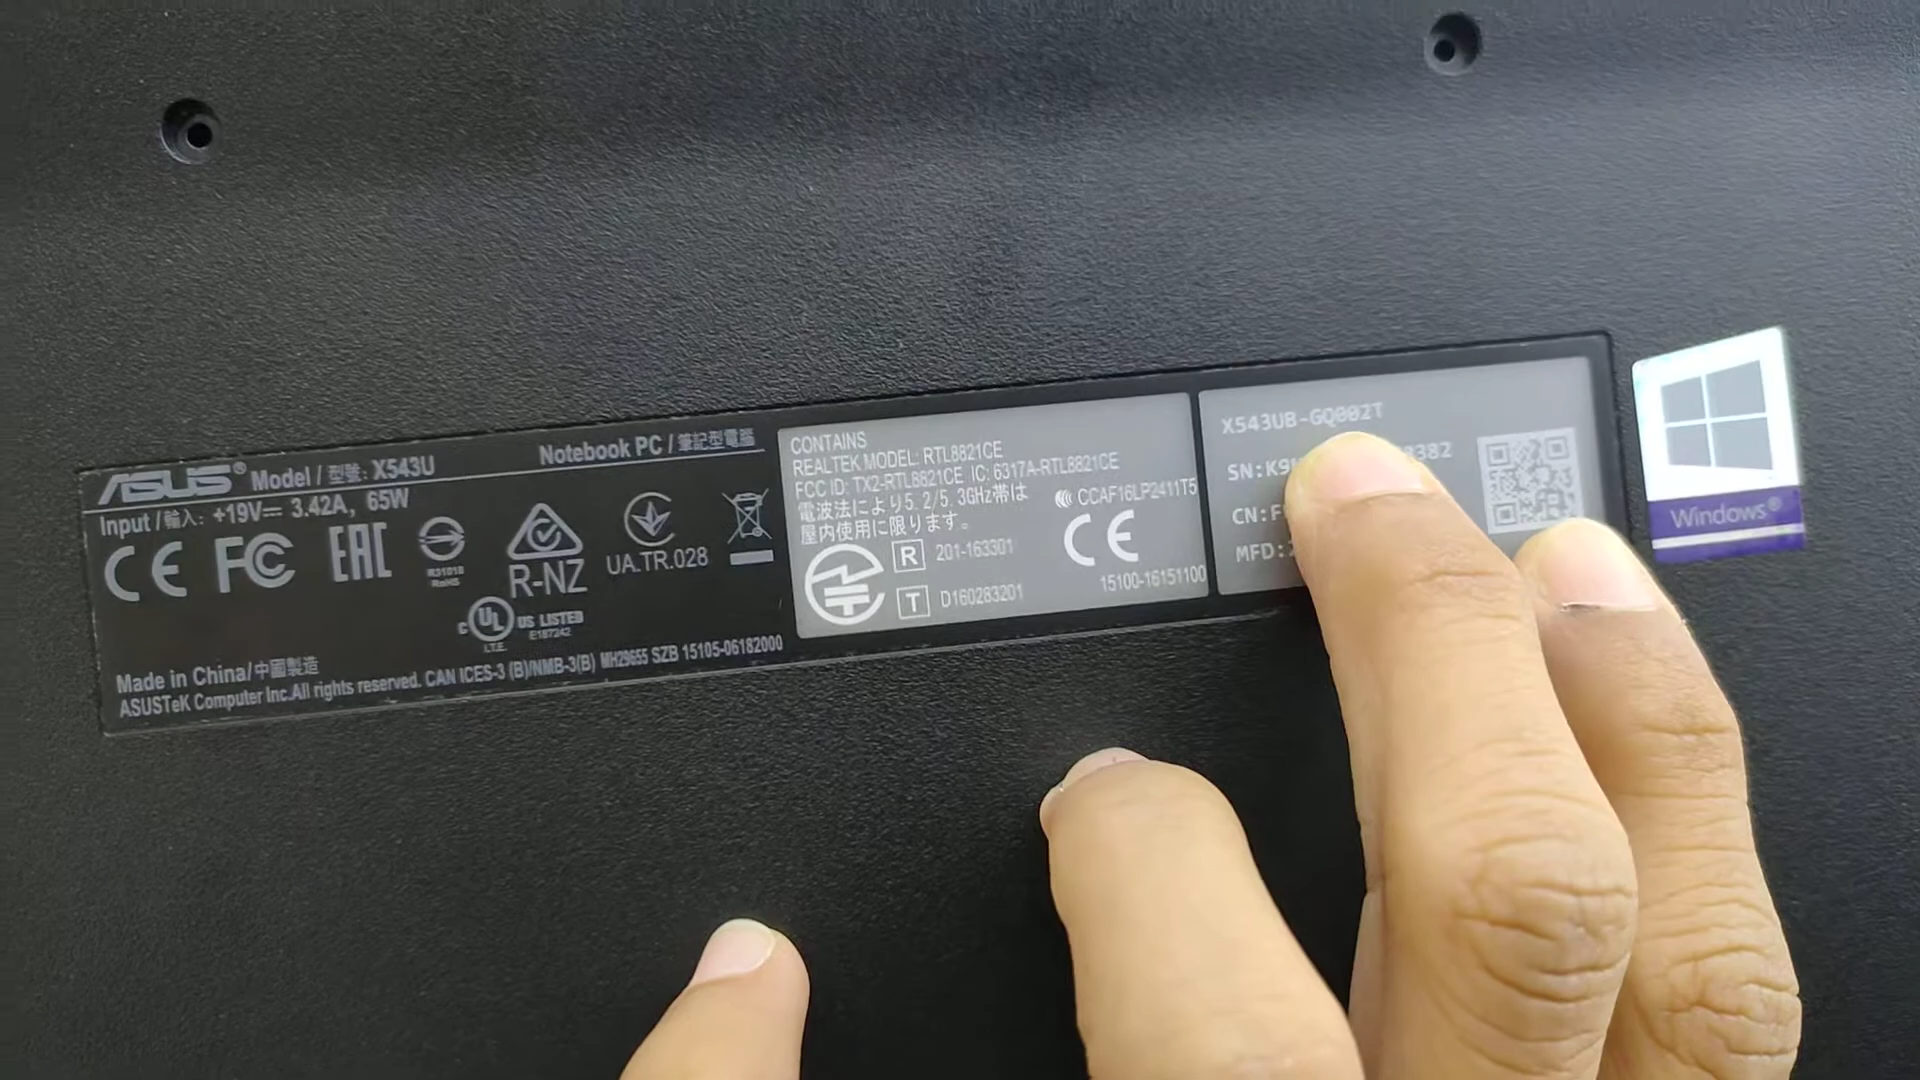 ASUS® Model / 型號: X543U
Notebook PC / 筆記型電腦
Input / 輸入: +19V⎓ 3.42A, 65W
CE FC EAC
R31018
RoHS
R-NZ
UA.TR.028
C UL US LISTED
E187242
I.T.E.
Made in China/中國製造
ASUSTeK Computer Inc.All rights reserved. CAN ICES-3 (B)/NMB-3(B) MH29655 SZB 15105-06182000
CONTAINS
REALTEK MODEL: RTL8821CE
FCC ID: TX2-RTL8821CE IC: 6317A-RTL8821CE
電波法により5.2/5.3GHz帯は
屋内使用に限ります。
CCAF16LP2411T5
CE
R 201-163301
T D160283201
15100-16151100
X543UB-GQ002T
SN:K9
382
CN:F
MFD:
Windows®